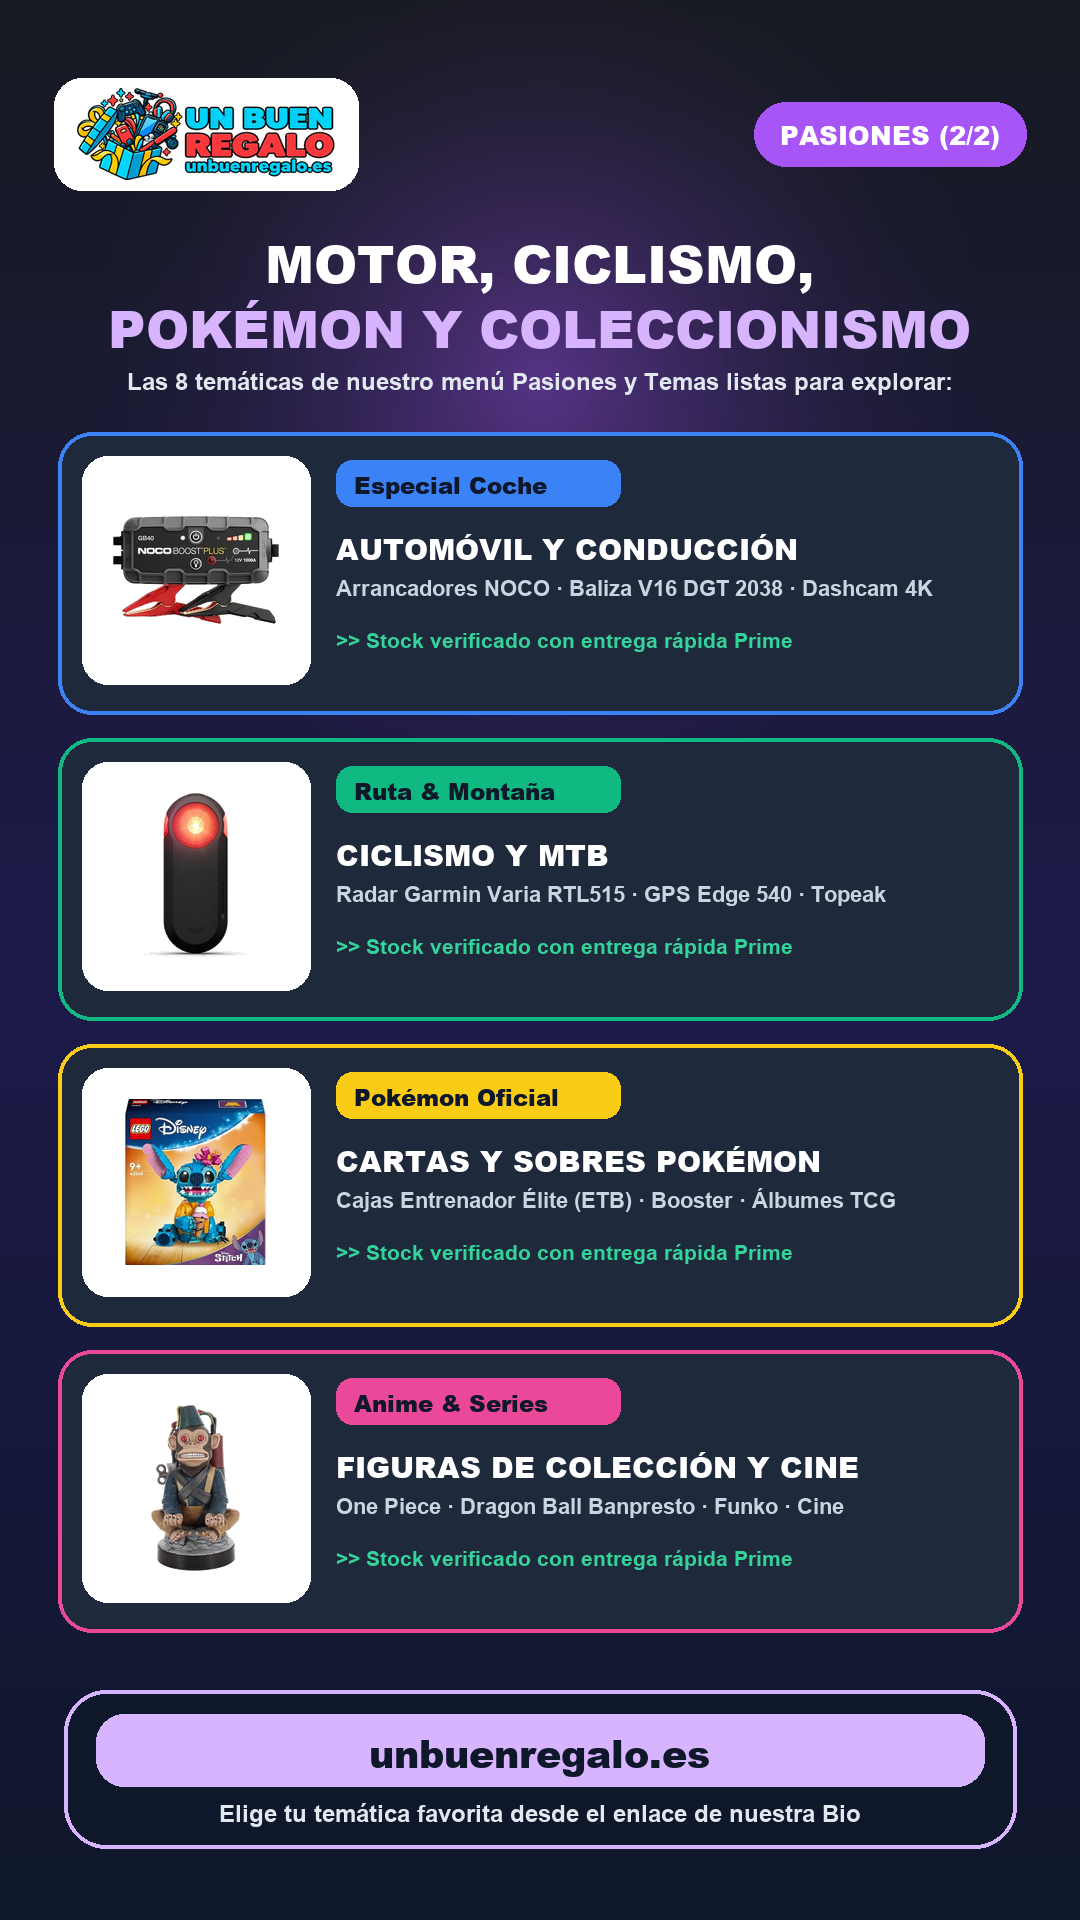 UN BUEN
REGALO
unbuenregalo.es
PASIONES (2/2)
MOTOR, CICLISMO,
POKÉMON Y COLECCIONISMO
Las 8 temáticas de nuestro menú Pasiones y Temas listas para explorar:
GB40
NOCO BOOST PLUS
12V 1000A
Especial Coche
AUTOMÓVIL Y CONDUCCIÓN
Arrancadores NOCO · Baliza V16 DGT 2038 · Dashcam 4K
>> Stock verificado con entrega rápida Prime
Ruta & Montaña
CICLISMO Y MTB
Radar Garmin Varia RTL515 · GPS Edge 540 · Topeak
>> Stock verificado con entrega rápida Prime
LEGO
Disney
9+
Stitch
Pokémon Oficial
CARTAS Y SOBRES POKÉMON
Cajas Entrenador Élite (ETB) · Booster · Álbumes TCG
>> Stock verificado con entrega rápida Prime
Anime & Series
FIGURAS DE COLECCIÓN Y CINE
One Piece · Dragon Ball Banpresto · Funko · Cine
>> Stock verificado con entrega rápida Prime
unbuenregalo.es
Elige tu temática favorita desde el enlace de nuestra Bio